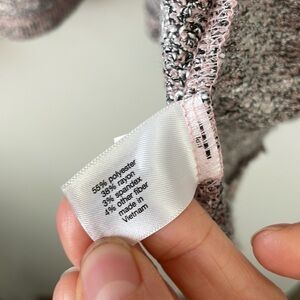 55% polyester
38% rayon
3% spandex
4% other fiber
made in
Vietnam